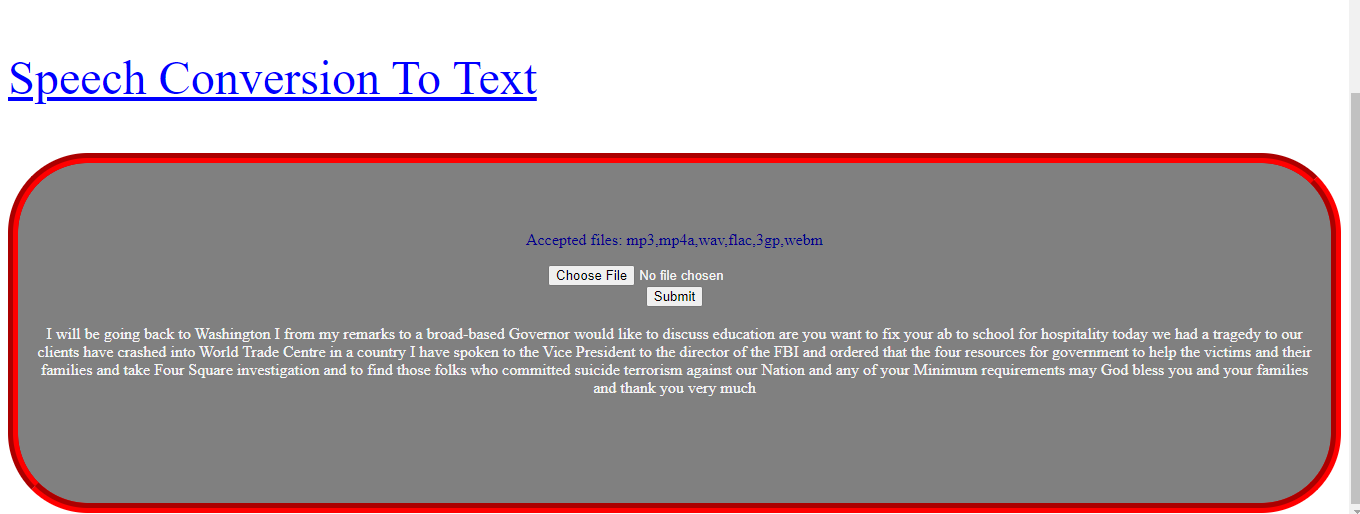 Speech Conversion To Text
Accepted files: mp3,mp4a,wav,flac,3gp,webm
Choose File No file chosen
Submit
I will be going back to Washington I from my remarks to a broad-based Governor would like to discuss education are you want to fix your ab to school for hospitality today we had a tragedy to our
clients have crashed into World Trade Centre in a country I have spoken to the Vice President to the director of the FBI and ordered that the four resources for government to help the victims and their
families and take Four Square investigation and to find those folks who committed suicide terrorism against our Nation and any of your Minimum requirements may God bless you and your families
and thank you very much